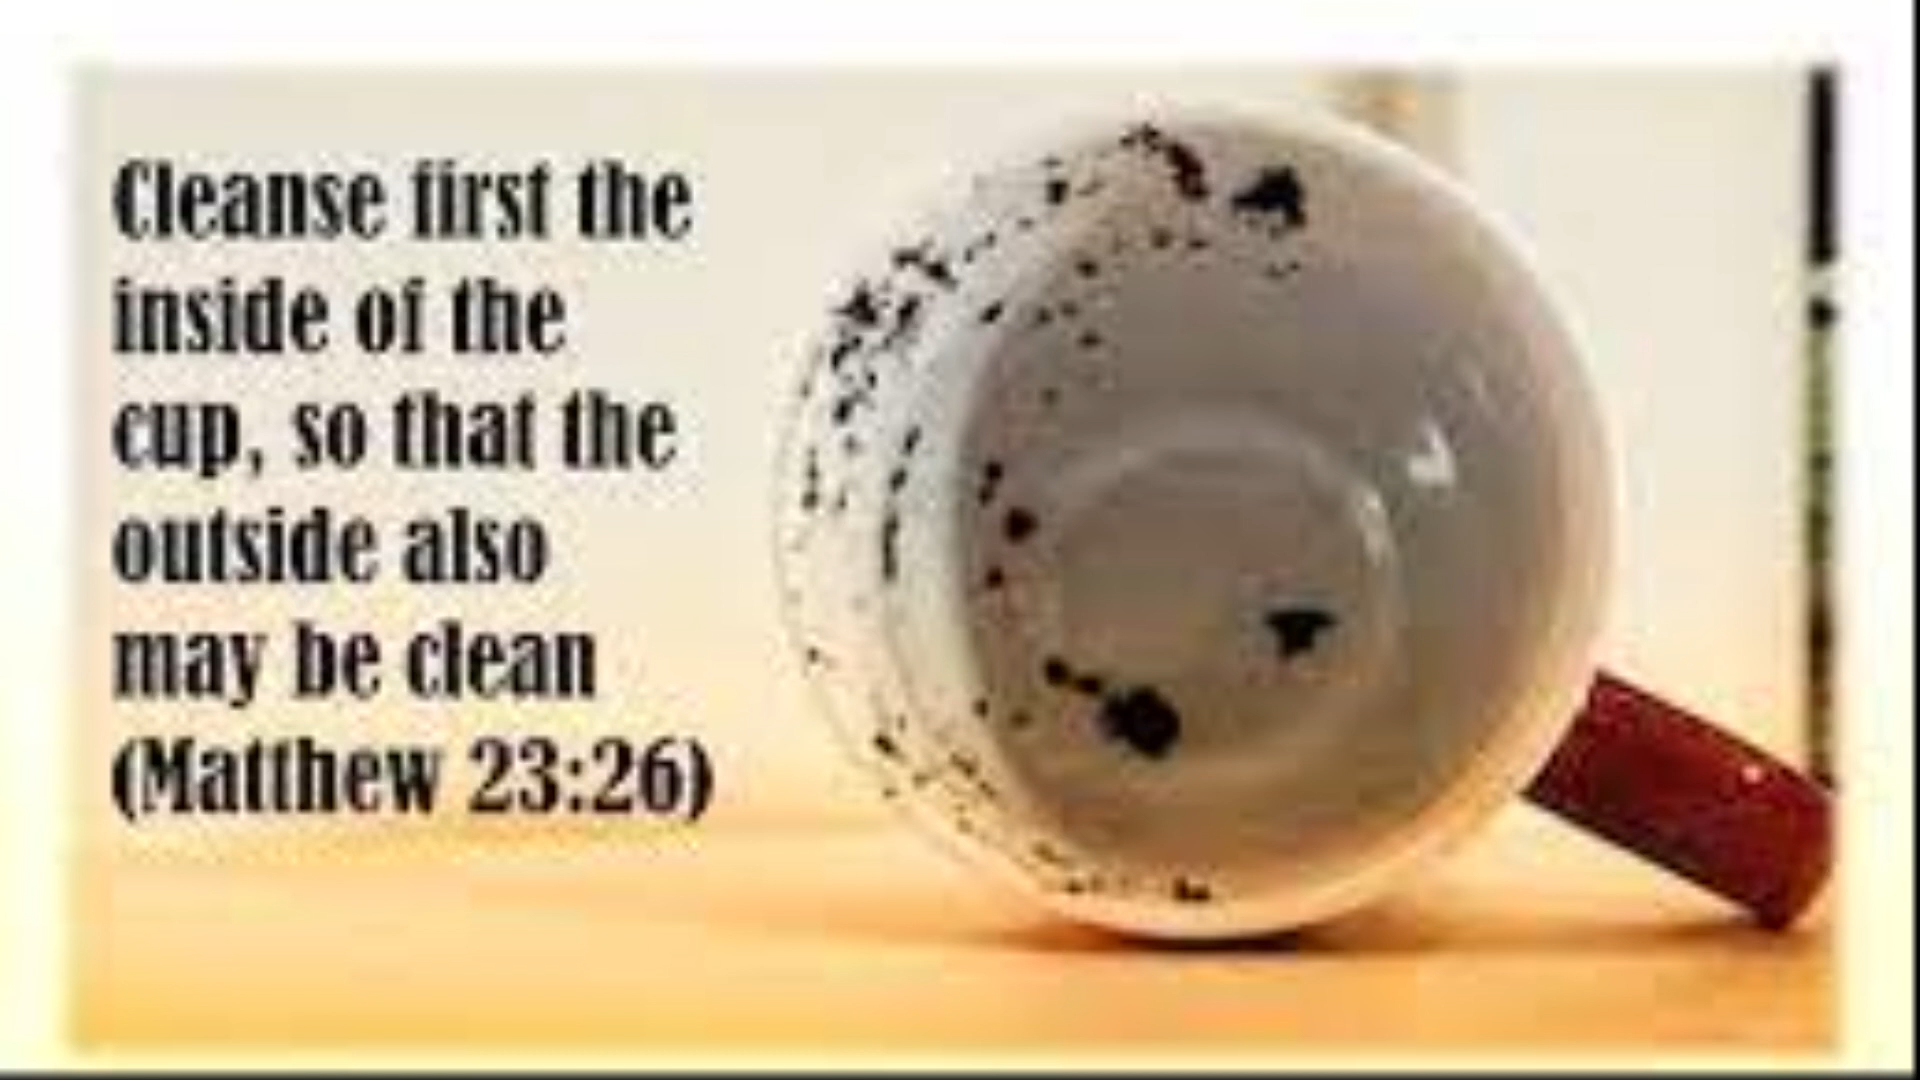 Cleanse first the
inside of the
cup, so that the
outside also
may be clean
(Matthew 23:26)